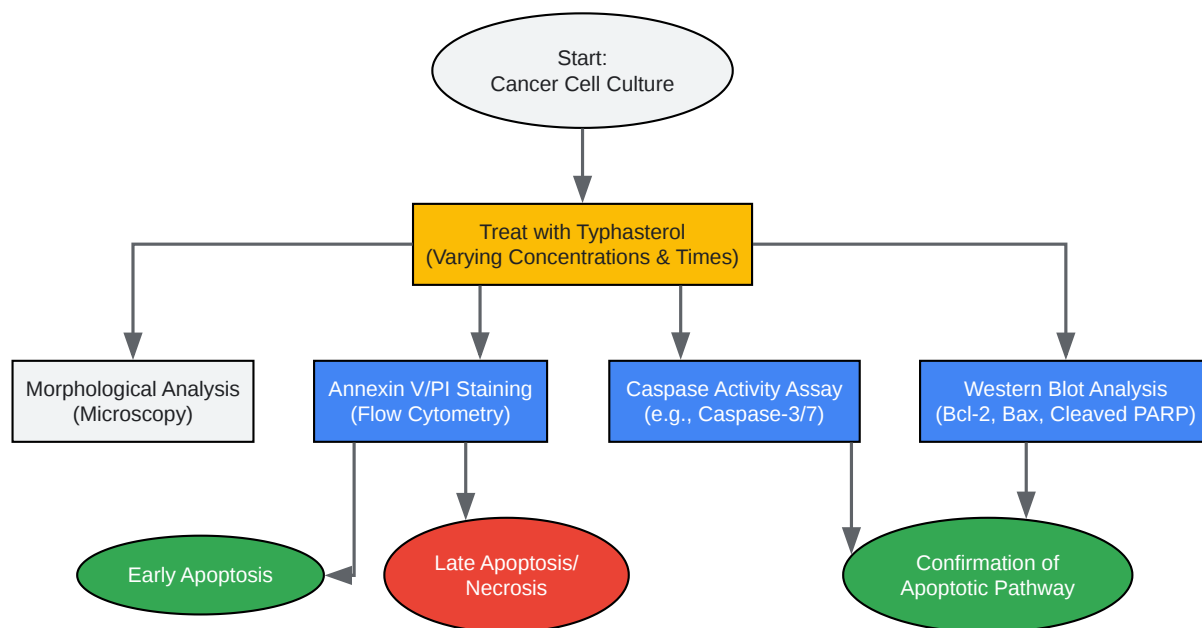 Start:
Cancer Cell Culture
Treat with Typhasterol
(Varying Concentrations & Times)
Morphological Analysis
(Microscopy)
Annexin V/PI Staining
(Flow Cytometry)
Caspase Activity Assay
(e.g., Caspase-3/7)
Western Blot Analysis
(Bcl-2, Bax, Cleaved PARP)
Early Apoptosis
Late Apoptosis/
Necrosis
Confirmation of
Apoptotic Pathway